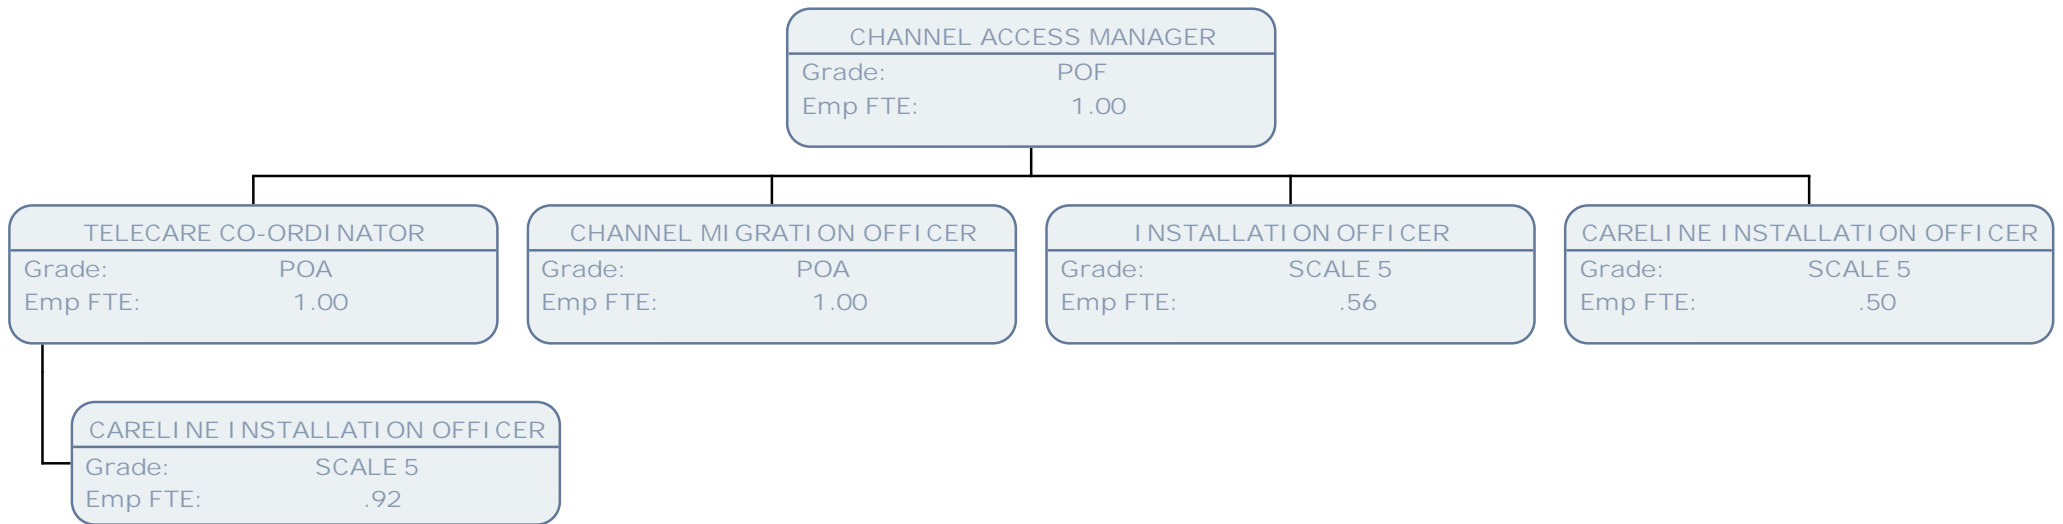 CHANNEL ACCESS MANAGER
Grade: POF
Emp FTE: 1.00
TELECARE CO-ORDINATOR
Grade: POA
Emp FTE: 1.00
CHANNEL MIGRATION OFFICER
Grade: POA
Emp FTE: 1.00
INSTALLATION OFFICER
Grade: SCALE 5
Emp FTE: .56
CARELINE INSTALLATION OFFICER
Grade: SCALE 5
Emp FTE: .50
CARELINE INSTALLATION OFFICER
Grade: SCALE 5
Emp FTE: .92